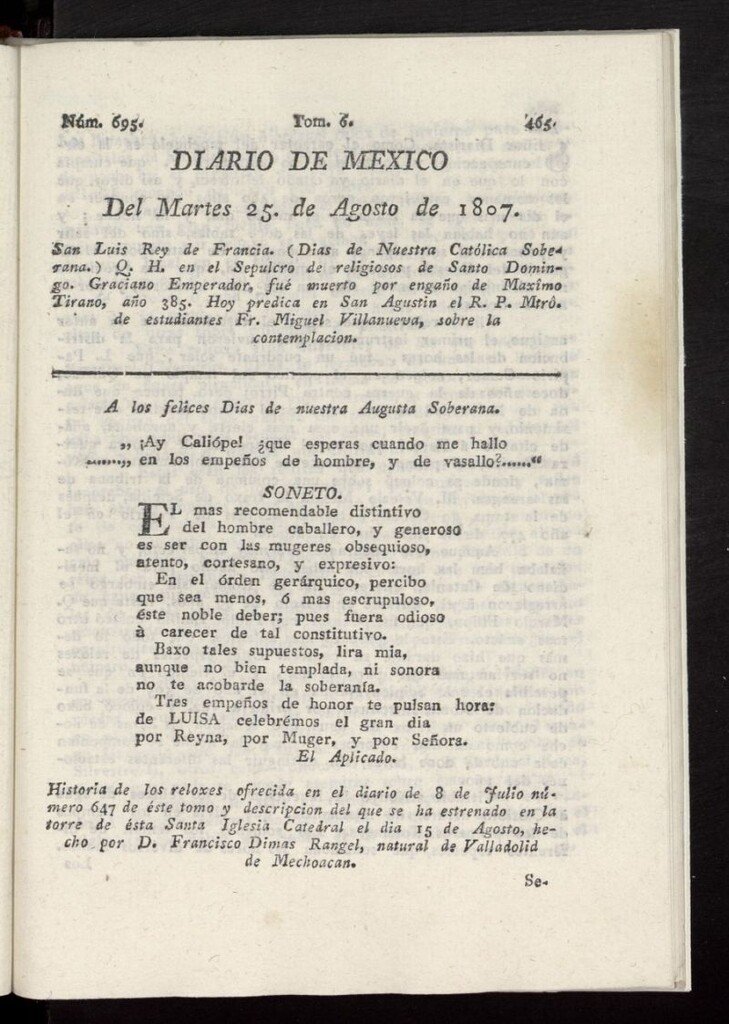 Núm. 695. Tom. 6. 465.
DIARIO DE MEXICO
Del Martes 25. de Agosto de 1807.
San Luis Rey de Francia. (Dias de Nuestra Católica Sobe-
rana.) Q. H. en el Sepulcro de religiosos de Santo Domin-
go. Graciano Emperador, fué muerto por engaño de Maximo
Tirano, año 385. Hoy predica en San Agustin el R. P. Mtrô.
de estudiantes Fr. Miguel Villanueva, sobre la
contemplacion.
A los felices Dias de nuestra Augusta Soberana.
„ ¡Ay Caliópe! ¿que esperas cuando me hallo
.......„ en los empeños de hombre, y de vasallo?......“
SONETO.
EL mas recomendable distintivo
del hombre caballero, y generoso
es ser con las mugeres obsequioso,
atento, cortesano, y expresivo:
En el órden gerárquico, percibo
que sea menos, ó mas escrupuloso,
éste noble deber; pues fuera odioso
à carecer de tal constitutivo.
Baxo tales supuestos, lira mia,
aunque no bien templada, ni sonora
no te acobarde la soberanía.
Tres empeños de honor te pulsan hora:
de LUISA celebrémos el gran dia
por Reyna, por Muger, y por Señora.
El Aplicado.
Historia de los reloxes ofrecida en el diario de 8 de Julio nú-
mero 647 de éste tomo y descripcion del que se ha estrenado en la
torre de ésta Santa Iglesia Catedral el dia 15 de Agosto, he-
cho por D. Francisco Dimas Rangel, natural de Valladolid
de Mechoacan.
Se-